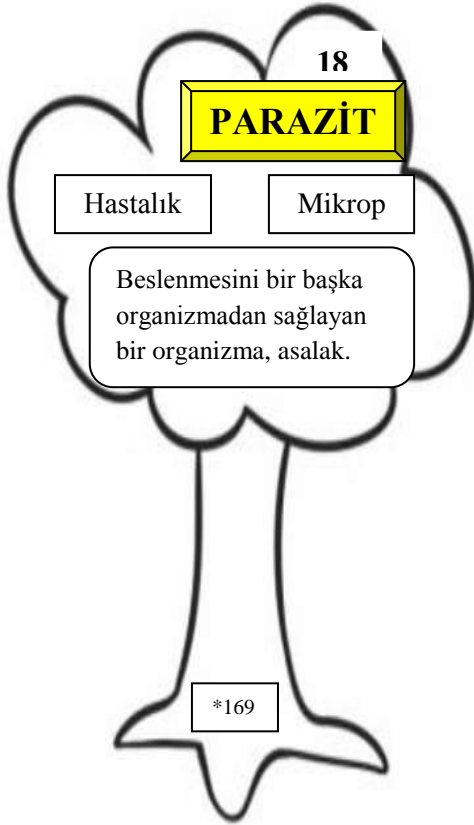 18
PARAZİT
Hastalık
Mikrop
Beslenmesini bir başka
organizmadan sağlayan
bir organizma, asalak.
*169